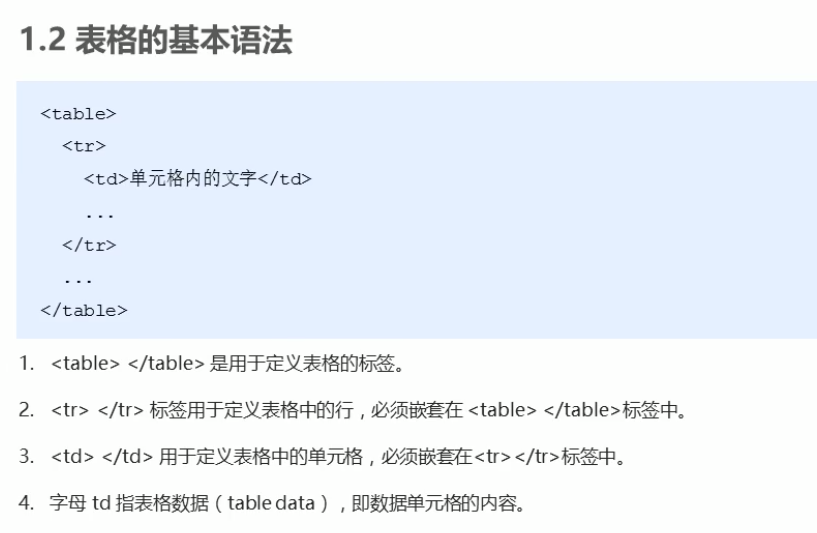 1.2 表格的基本语法
<table>
<tr>
<td>单元格内的文字</td>
...
</tr>
...
</table>
1. <table> </table> 是用于定义表格的标签。
2. <tr> </tr> 标签用于定义表格中的行，必须嵌套在 <table> </table>标签中。
3. <td> </td> 用于定义表格中的单元格，必须嵌套在<tr></tr>标签中。
4. 字母 td 指表格数据（table data），即数据单元格的内容。